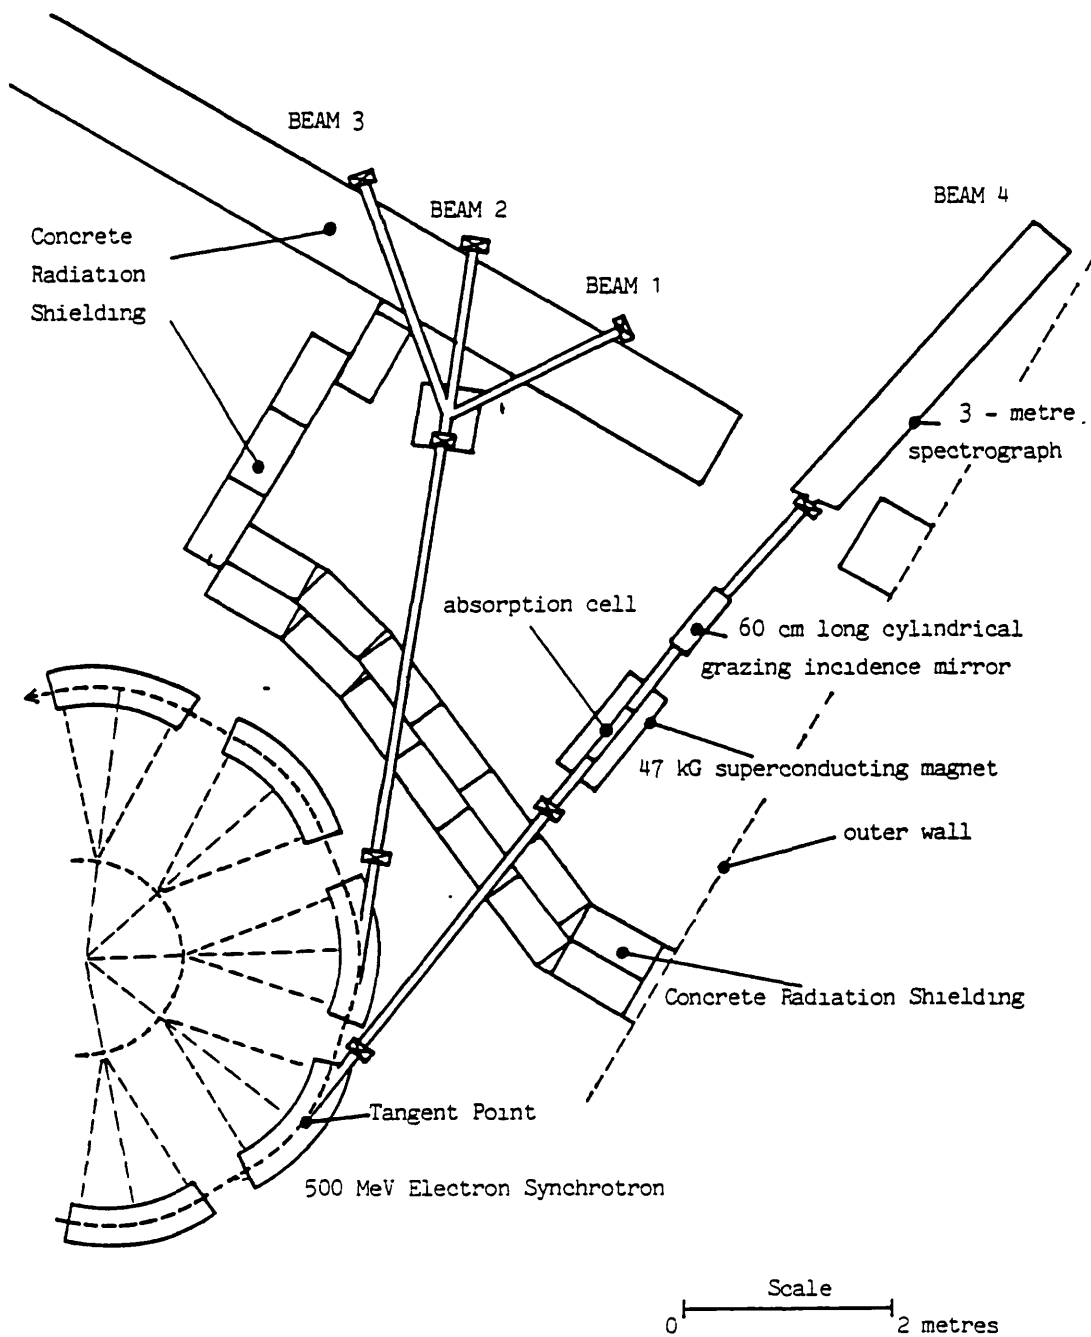 BEAM 3
BEAM 2
BEAM 4
BEAM 1
Concrete
Radiation
Shielding
3 - metre
spectrograph
absorption cell
60 cm long cylindrical
grazing incidence mirror
47 kG superconducting magnet
outer wall
Concrete Radiation Shielding
Tangent Point
500 MeV Electron Synchrotron
Scale
0 2 metres